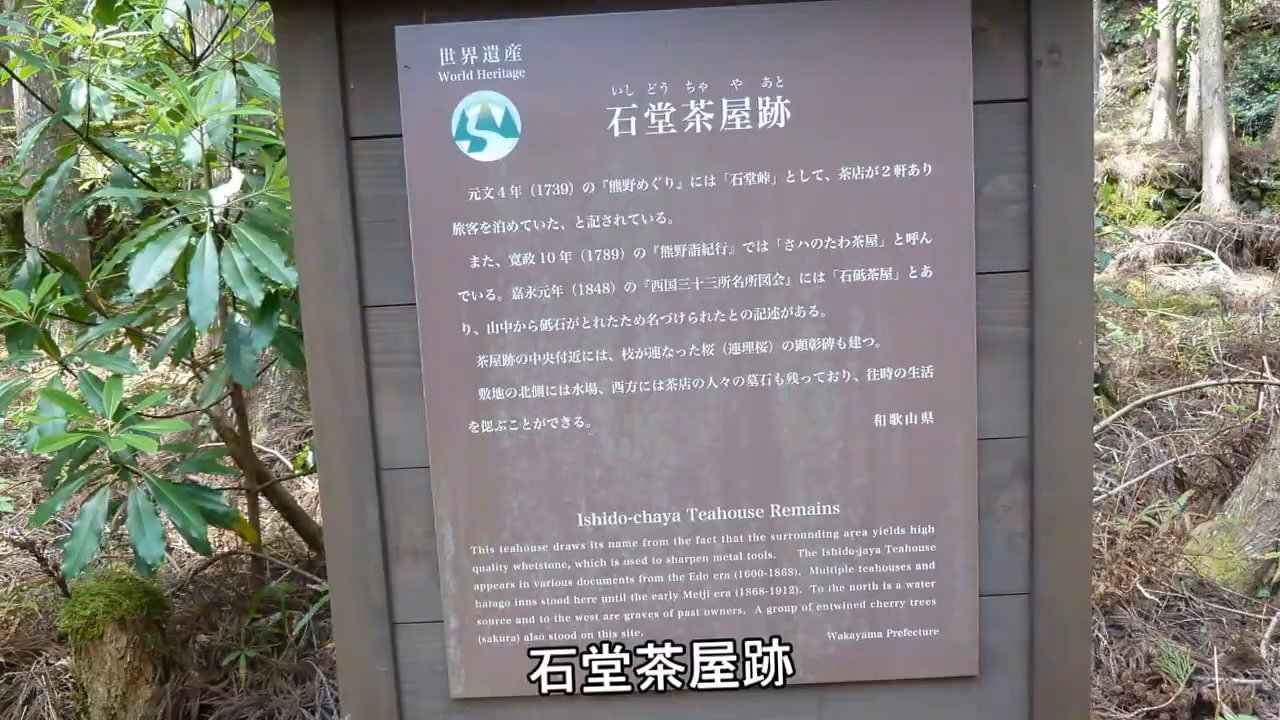 世界遺産
World Heritage
いしどうちゃやあと
石堂茶屋跡
元文4年（1739）の『熊野めぐり』には「石堂峠」として、茶店が2軒あり
旅客を泊めていた、と記されている。
また、寛政10年（1789）の『熊野詣紀行』では「さハのたわ茶屋」と呼ん
でいる。嘉永元年（1848）の『西国三十三所名所図会』には「石砥茶屋」とあ
り、山中から砥石がとれたため名づけられたとの記述がある。
茶屋跡の中央付近には、枝が連なった桜（連理桜）の顕彰碑も建つ。
敷地の北側には水場、西方には茶店の人々の墓石も残っており、往時の生活
を偲ぶことができる。
和歌山県
Ishido-chaya Teahouse Remains
This teahouse draws its name from the fact that the surrounding area yields high
quality whetstone, which is used to sharpen metal tools. The Ishido-jaya Teahouse
appears in various documents from the Edo era (1600-1868). Multiple teahouses and
hatago inns stood here until the early Meiji era (1868-1912). To the north is a water
source and to the west are graves of past owners. A group of entwined cherry trees
(sakura) also stood on this site.
Wakayama Prefecture
石堂茶屋跡